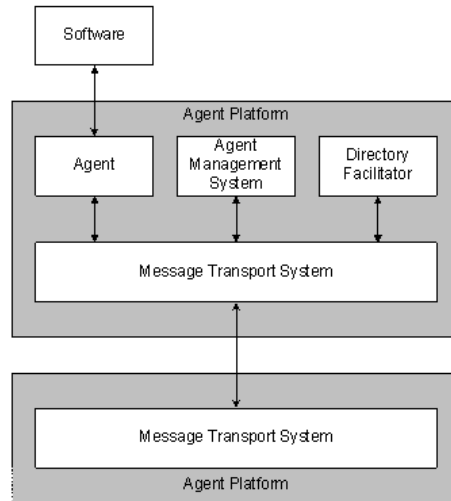 Software
Agent Platform
Agent
Agent
Management
System
Directory
Facilitator
Message Transport System
Message Transport System
Agent Platform